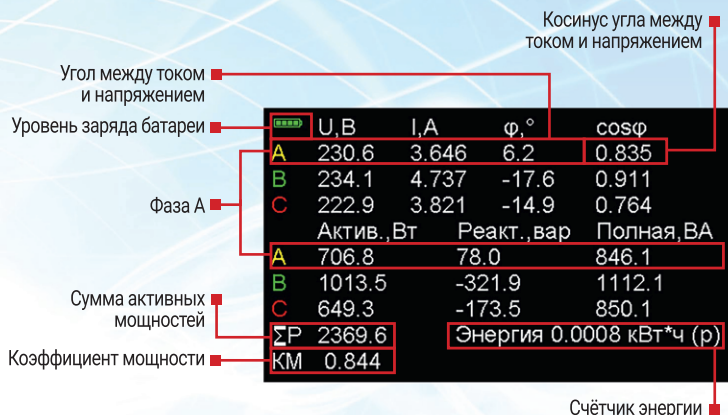 Косинус угла между
током и напряжением
Угол между током
и напряжением
Уровень заряда батареи
Фаза А
Сумма активных
мощностей
Коэффициент мощности
U,В I,А φ,° cosφ
A 230.6 3.646 6.2 0.835
B 234.1 4.737 -17.6 0.911
C 222.9 3.821 -14.9 0.764
Актив.,Вт Реакт.,вар Полная,ВА
A 706.8 78.0 846.1
B 1013.5 -321.9 1112.1
C 649.3 -173.5 850.1
∑P 2369.6 Энергия 0.0008 кВт*ч (р)
КМ 0.844
Счётчик энергии